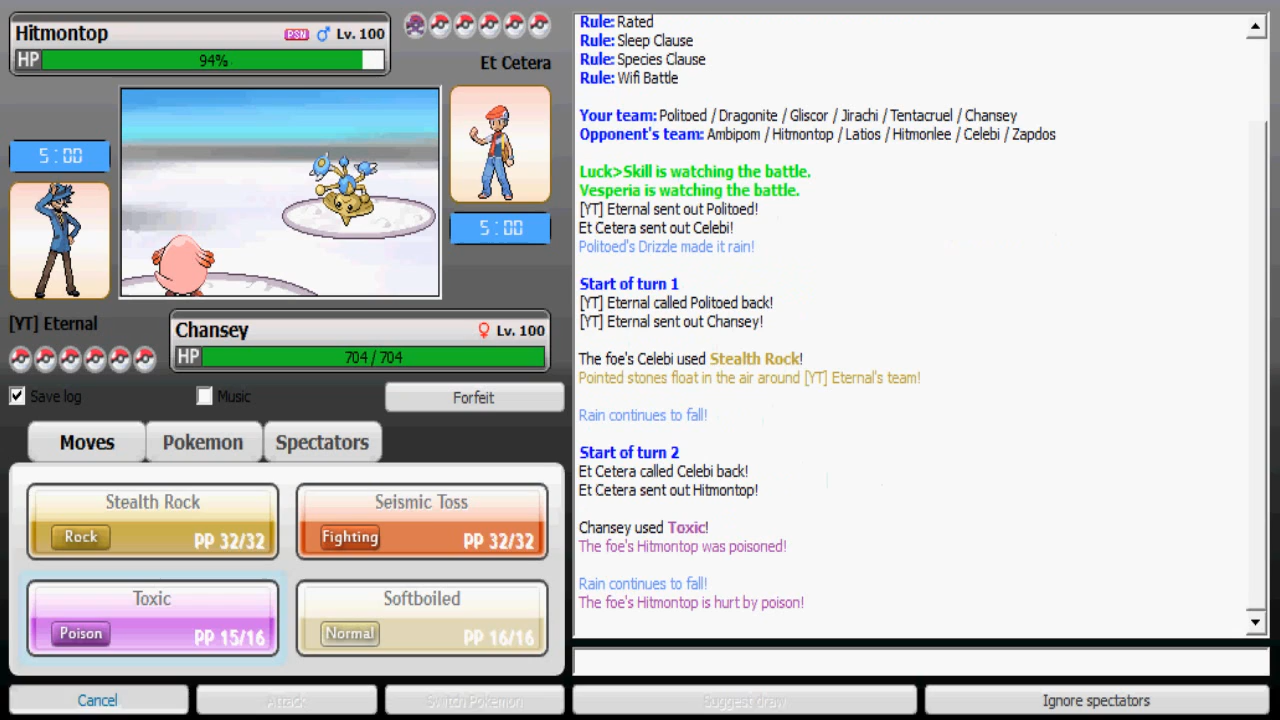 Hitmontop PSN ♂ Lv. 100
HP 94%
Et Cetera
5:00
5:00
[YT] Eternal
Chansey ♀ Lv. 100
HP 704 / 704
Save log
Music
Forfeit
Moves
Pokemon
Spectators
Stealth Rock
Rock PP 32/32
Seismic Toss
Fighting PP 32/32
Toxic
Poison PP 15/16
Softboiled
Normal PP 16/16
Cancel
Attack
Switch Pokemon
Rule: Rated
Rule: Sleep Clause
Rule: Species Clause
Rule: Wifi Battle
Your team: Politoed / Dragonite / Gliscor / Jirachi / Tentacruel / Chansey
Opponent's team: Ambipom / Hitmontop / Latios / Hitmonlee / Celebi / Zapdos
Luck>Skill is watching the battle.
Vesperia is watching the battle.
[YT] Eternal sent out Politoed!
Et Cetera sent out Celebi!
Politoed's Drizzle made it rain!
Start of turn 1
[YT] Eternal called Politoed back!
[YT] Eternal sent out Chansey!
The foe's Celebi used Stealth Rock!
Pointed stones float in the air around [YT] Eternal's team!
Rain continues to fall!
Start of turn 2
Et Cetera called Celebi back!
Et Cetera sent out Hitmontop!
Chansey used Toxic!
The foe's Hitmontop was poisoned!
Rain continues to fall!
The foe's Hitmontop is hurt by poison!
Suggest draw
Ignore spectators